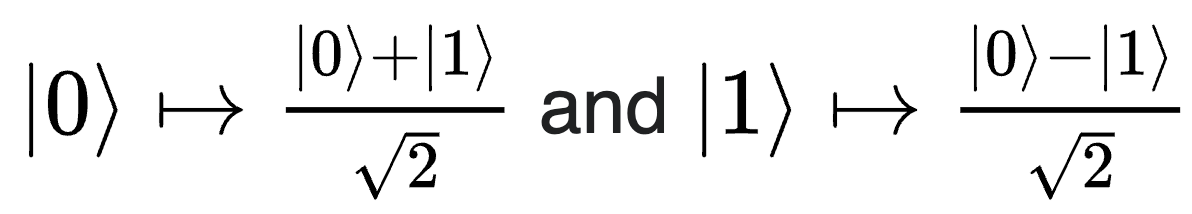 |0⟩ ↦ |0⟩+|1⟩/√2 and |1⟩ ↦ |0⟩−|1⟩/√2